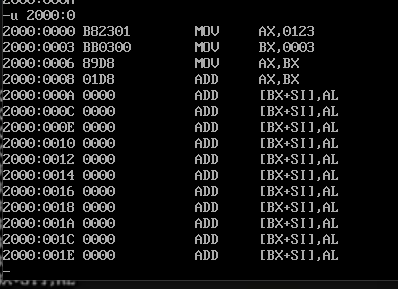 -u 2000:0
2000:0000 B82301 MOV AX,0123
2000:0003 BB0300 MOV BX,0003
2000:0006 89D8 MOV AX,BX
2000:0008 01D8 ADD AX,BX
2000:000A 0000 ADD [BX+SI],AL
2000:000C 0000 ADD [BX+SI],AL
2000:000E 0000 ADD [BX+SI],AL
2000:0010 0000 ADD [BX+SI],AL
2000:0012 0000 ADD [BX+SI],AL
2000:0014 0000 ADD [BX+SI],AL
2000:0016 0000 ADD [BX+SI],AL
2000:0018 0000 ADD [BX+SI],AL
2000:001A 0000 ADD [BX+SI],AL
2000:001C 0000 ADD [BX+SI],AL
2000:001E 0000 ADD [BX+SI],AL
-